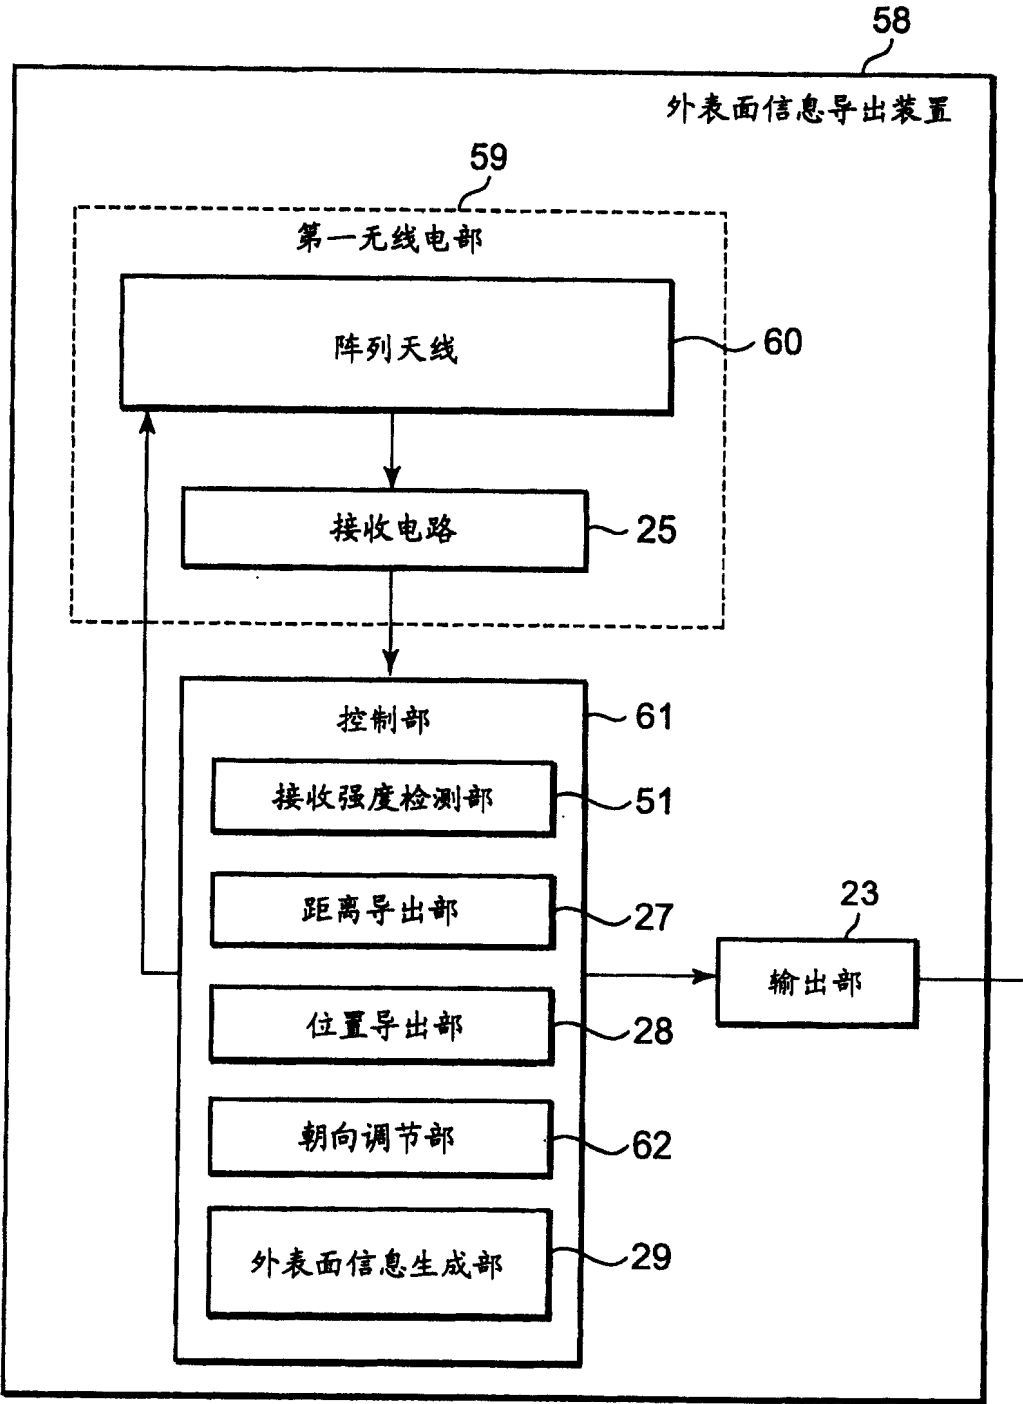 58
外表面信息导出装置
59
第一无线电部
阵列天线
60
接收电路
25
控制部
61
接收强度检测部
51
距离导出部
27
23
输出部
位置导出部
28
朝向调节部
62
外表面信息生成部
29